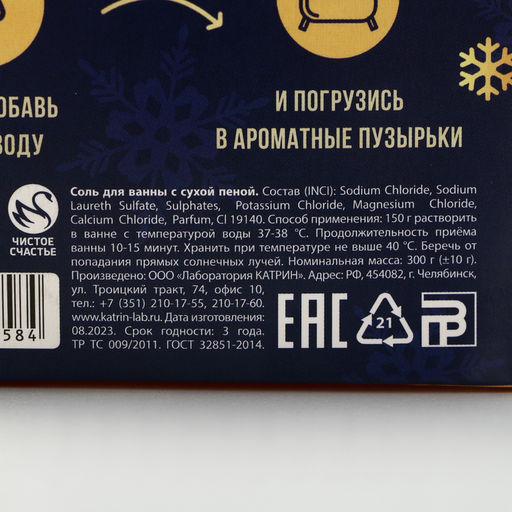 ОБАВЬ
ВОДУ
И ПОГРУЗИСЬ
В АРОМАТНЫЕ ПУЗЫРЬКИ
ЧИСТОЕ
СЧАСТЬЕ
Соль для ванны с сухой пеной. Состав (INCI): Sodium Chloride, Sodium
Laureth Sulfate, Sulphates, Potassium Chloride, Magnesium Chloride,
Calcium Chloride, Parfum, CI 19140. Способ применения: 150 г растворить
в ванне с температурой воды 37-38 °С. Продолжительность приёма
ванны 10-15 минут. Хранить при температуре не выше 40 °С. Беречь от
попадания прямых солнечных лучей. Номинальная масса: 300 г (±10 г).
Произведено: ООО «Лаборатория КАТРИН». Адрес: РФ, 454082, г. Челябинск,
ул. Троицкий тракт, 74, офис 10,
тел.: +7 (351) 210-17-55, 210-17-60.
www.katrin-lab.ru. Дата изготовления:
08.2023. Срок годности: 3 года.
ТР ТС 009/2011. ГОСТ 32851-2014.
584
ЕАС
21